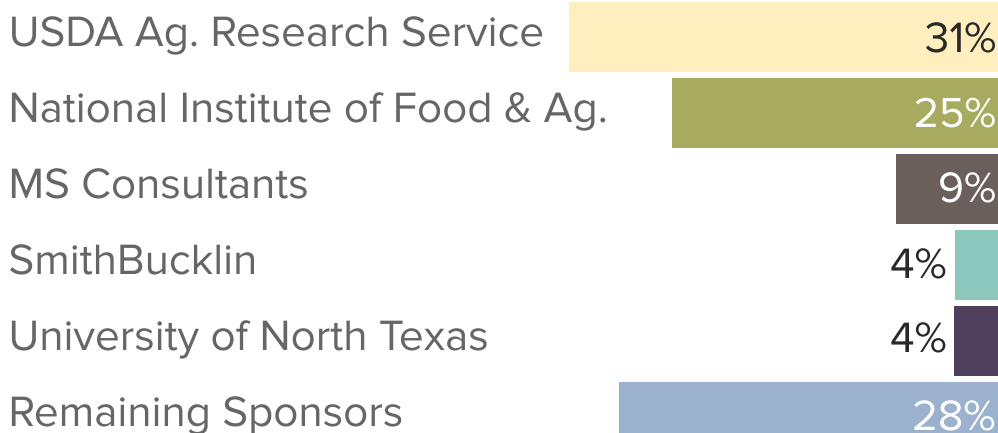 USDA Ag. Research Service 31%
National Institute of Food & Ag. 25%
MS Consultants 9%
SmithBucklin 4%
University of North Texas 4%
Remaining Sponsors 28%